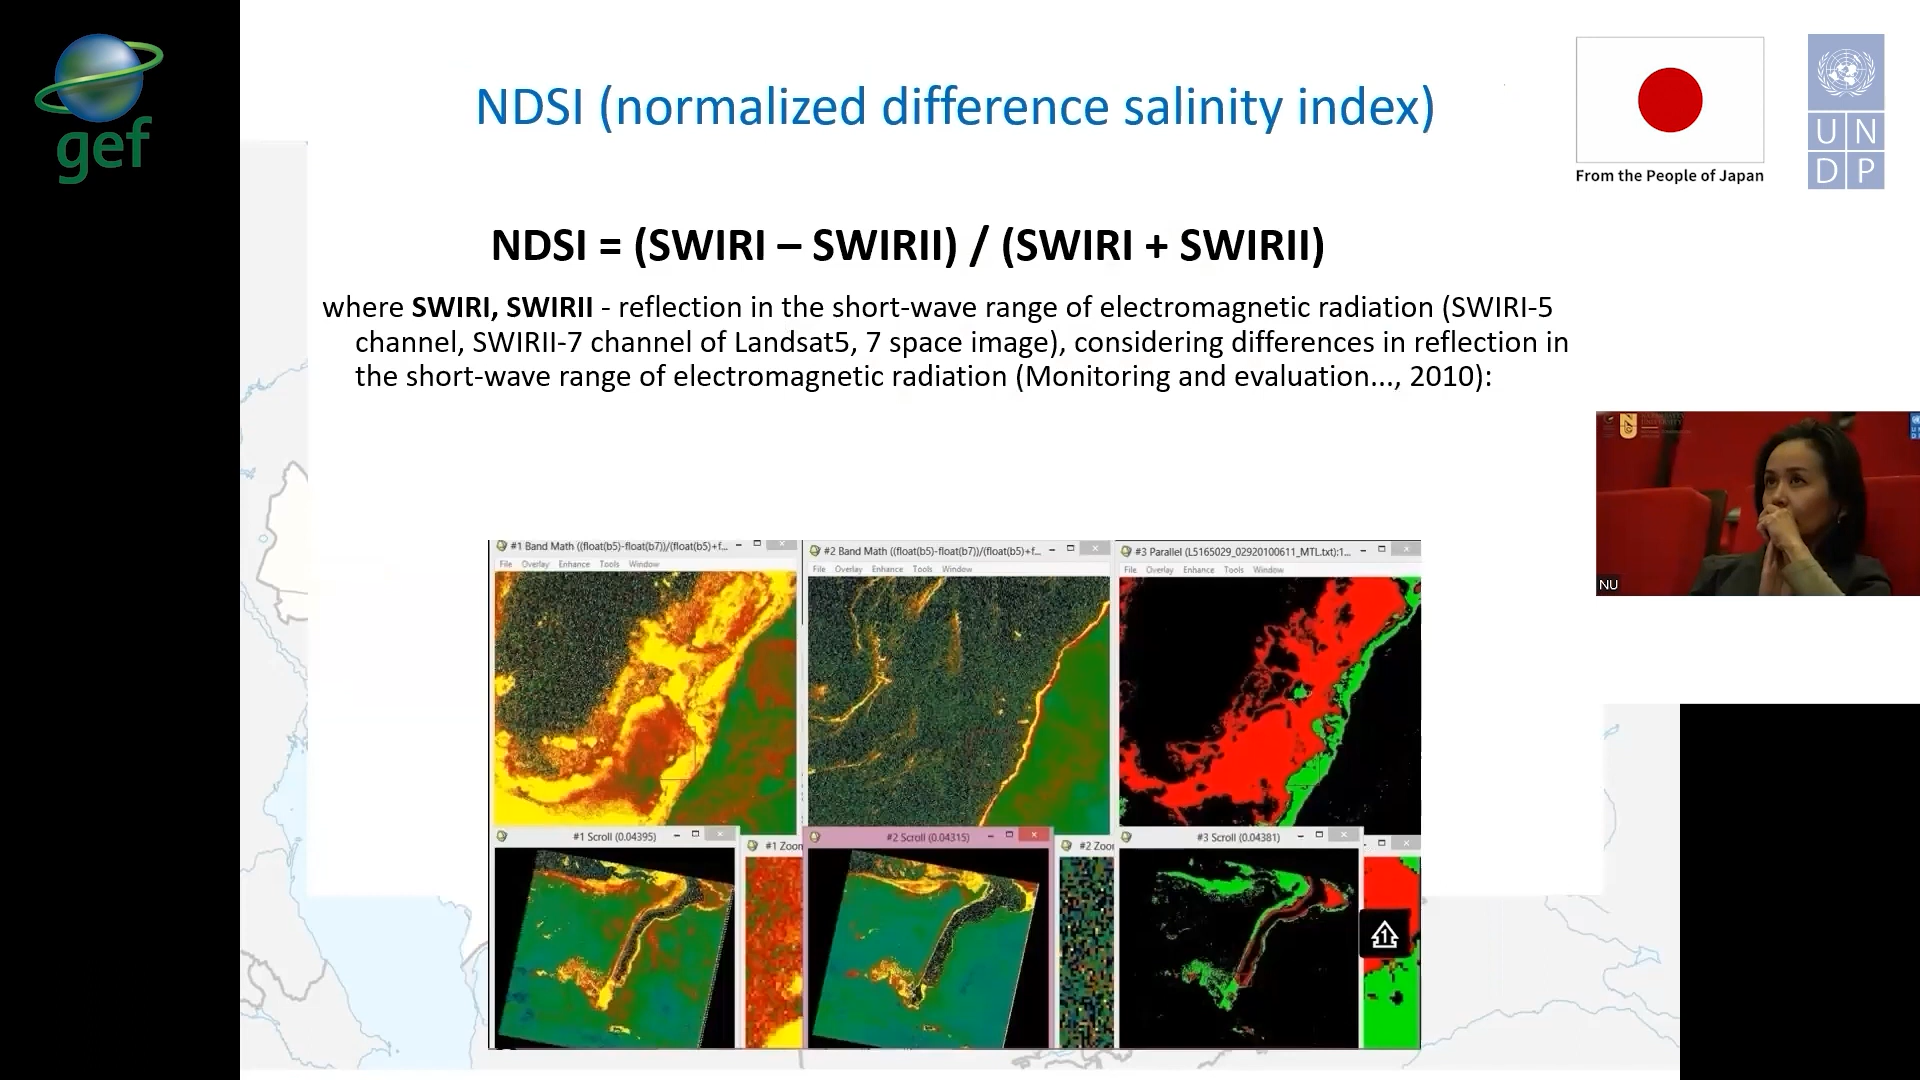 gef
NDSI (normalized difference salinity index)
From the People of Japan
U N
D P
NDSI = (SWIRI – SWIRII) / (SWIRI + SWIRII)
where SWIRI, SWIRII - reflection in the short-wave range of electromagnetic radiation (SWIRI-5
channel, SWIRII-7 channel of Landsat5, 7 space image), considering differences in reflection in
the short-wave range of electromagnetic radiation (Monitoring and evaluation..., 2010):
NU
#1 Band Math ((float(b5)-float(b7))/(float(b5)+f...
File Overlay Enhance Tools Window
#2 Band Math ((float(b5)-float(b7))/(float(b5)+f...
File Overlay Enhance Tools Window
#3 Parallel (L5165029_02920100611_MTL.txt):1...
File Overlay Enhance Tools Window
#1 Scroll (0.04395)
#1 Zoon
#2 Scroll (0.04315)
#2 Zoor
#3 Scroll (0.04381)
1